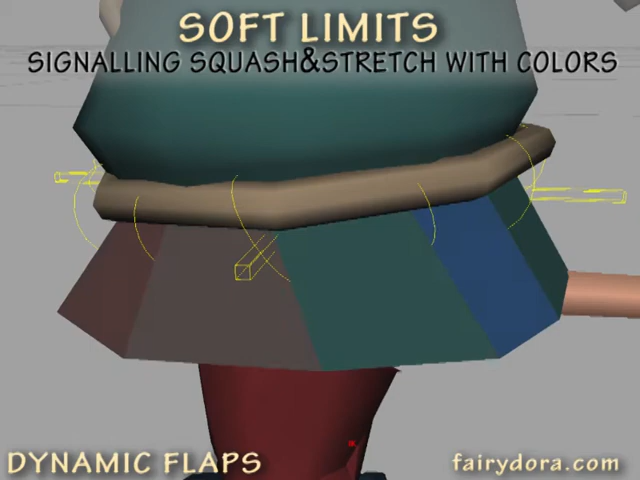 SOFT LIMITS
SIGNALLING SQUASH&STRETCH WITH COLORS
DYNAMIC FLAPS
fairydora.com